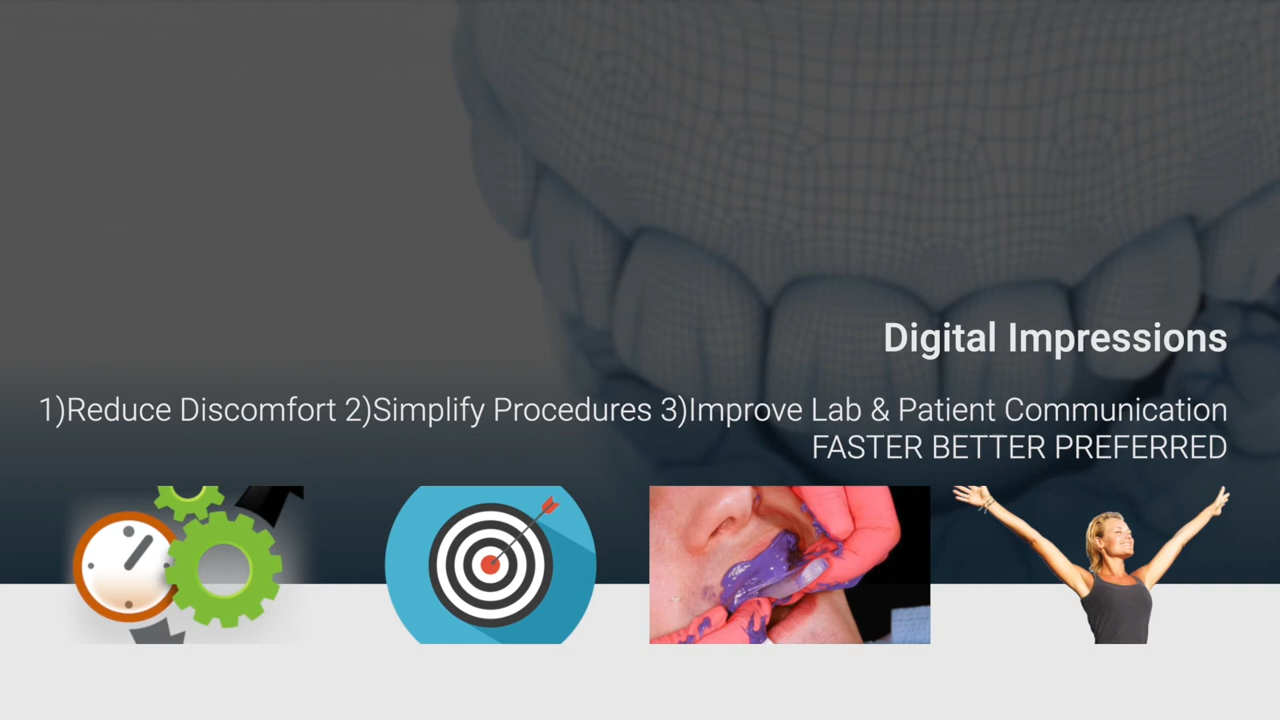 Digital Impressions
1)Reduce Discomfort 2)Simplify Procedures 3)Improve Lab & Patient Communication
FASTER BETTER PREFERRED